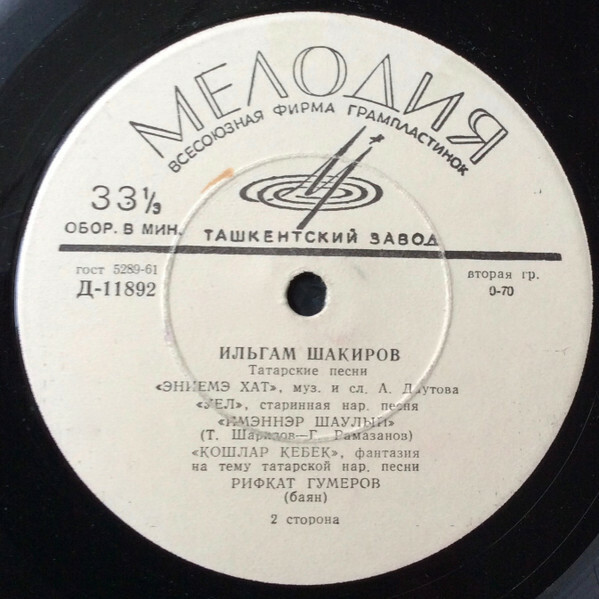 МЕЛОДИЯ
ВСЕСОЮЗНАЯ ФИРМА ГРАМПЛАСТИНОК
33⅓
ОБОР. В МИН.
ТАШКЕНТСКИЙ ЗАВОД
гост 5289-61
Д-11892
вторая гр.
0-70
ИЛЬГАМ ШАКИРОВ
Татарские песни
«ЭНИЕМЭ ХАТ», муз. и сл. А. Даутова
старинная нар. песня
«ИМЭННЭР ШАУЛЫЙ»
(Т. Шарипов—Г. Рамазанов)
«КОШЛАР КЕБЕК», фантазия
на тему татарской нар. песни
РИФКАТ ГУМЕРОВ
(баян)
2 сторона